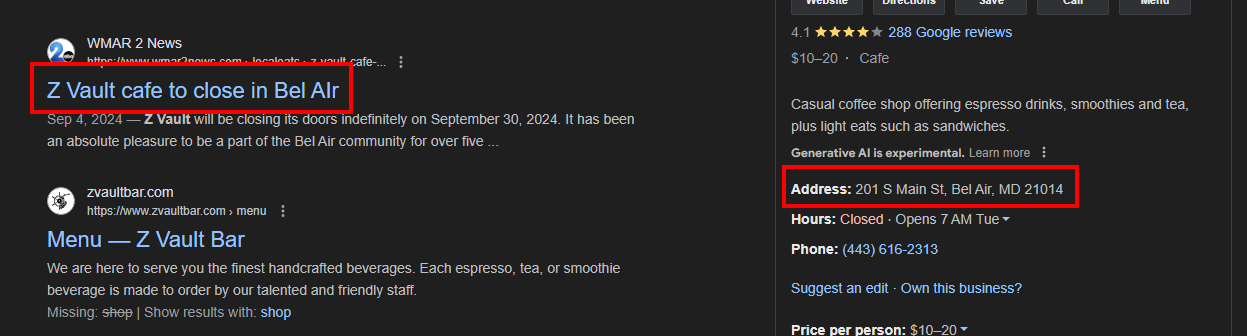 Website Directions Save Call Menu
WMAR 2 News
https://www.wmar2news.com › localeats › z-vault-cafe-...
Z Vault cafe to close in Bel AIr
Sep 4, 2024 — Z Vault will be closing its doors indefinitely on September 30, 2024. It has been
an absolute pleasure to be a part of the Bel Air community for over five ...
zvaultbar.com
https://www.zvaultbar.com › menu
Menu — Z Vault Bar
We are here to serve you the finest handcrafted beverages. Each espresso, tea, or smoothie
beverage is made to order by our talented and friendly staff.
Missing: shop | Show results with: shop
4.1 288 Google reviews
$10–20 · Cafe
Casual coffee shop offering espresso drinks, smoothies and tea,
plus light eats such as sandwiches.
Generative AI is experimental. Learn more
Address: 201 S Main St, Bel Air, MD 21014
Hours: Closed · Opens 7 AM Tue
Phone: (443) 616-2313
Suggest an edit · Own this business?
Price per person: $10–20